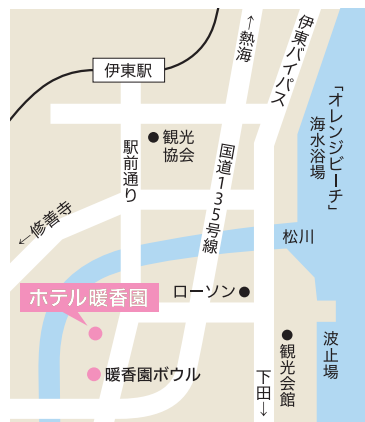 ←熱海
伊東バイパス
伊東駅
「オレンジビーチ」
海水浴場
観光
協会
駅前通り
国道135号線
←修善寺
松川
ホテル暖香園
ローソン
波止場
観光会館
暖香園ボウル
下田→